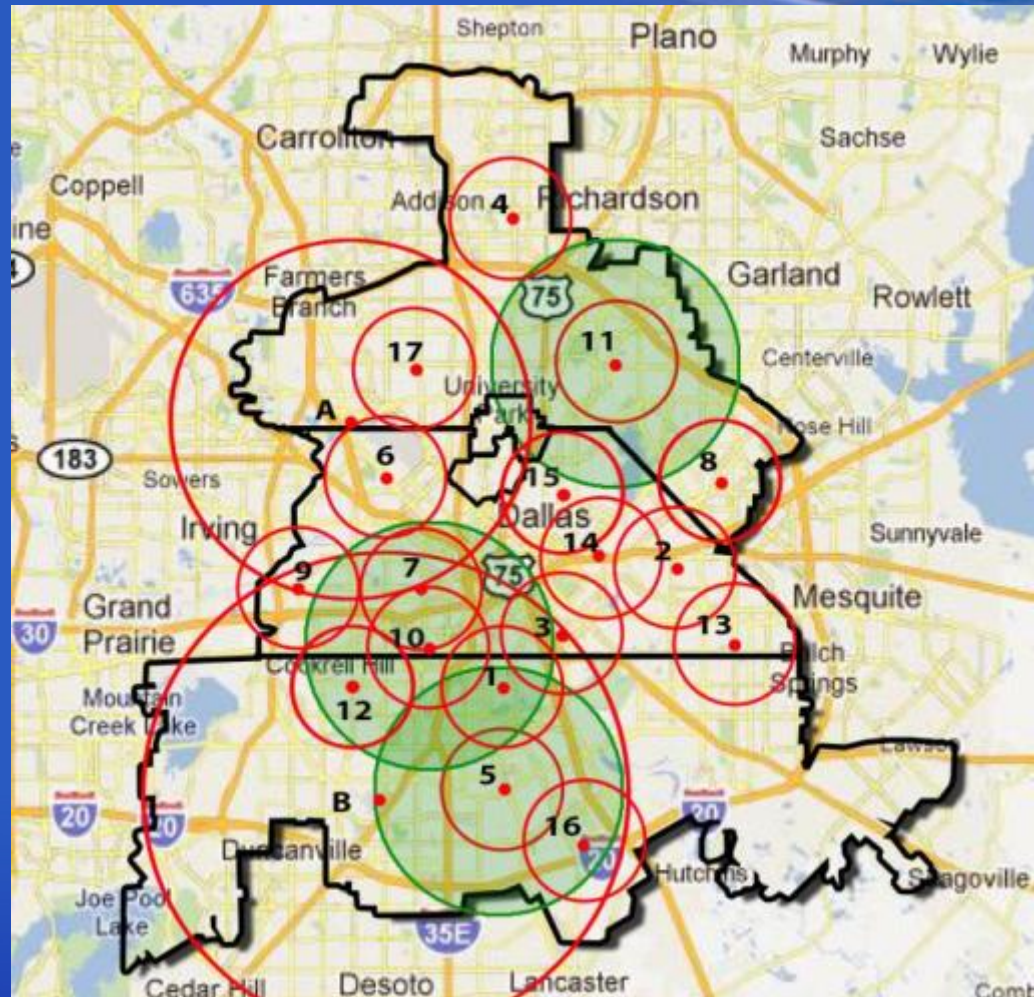 Shepton
Plano
Murphy
Wylie
Carrollton
Sachse
Coppell
Addison
4
Richardson
ine
Garland
Farmers
Branch
635
75
Rowlett
17
11
Centerville
University
Park
A
Rose Hill
183
6
8
Sowers
15
Irving
Dallas
Sunnyvale
14
2
9
7
75
Grand
Prairie
30
Mesquite
3
13
10
Balch
Springs
Cockrell Hill
1
12
Mountain
Creek Lake
5
B
20
20
20
16
20
Duncanville
Hutchins
Seagoville
Joe Pool
Lake
35E
Cedar Hill
Desoto
Lancaster